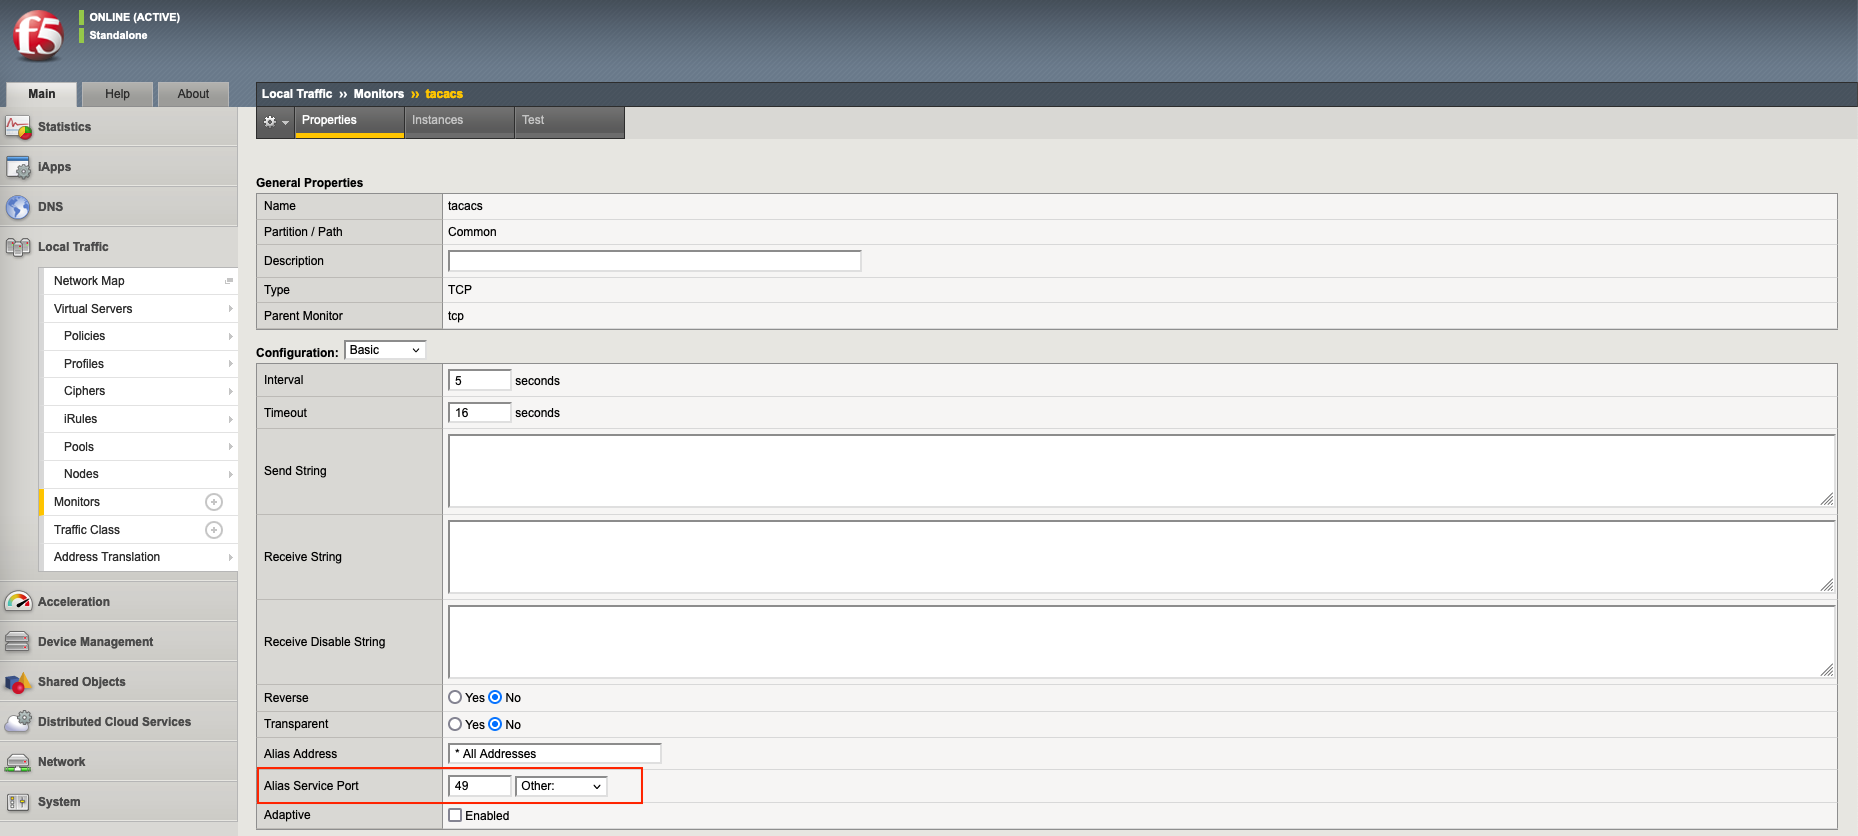 f5
ONLINE (ACTIVE)
Standalone
Main
Help
About
Local Traffic » Monitors » tacacs
Properties
Instances
Test
Statistics
iApps
DNS
Local Traffic
Network Map
Virtual Servers
Policies
Profiles
Ciphers
iRules
Pools
Nodes
Monitors
Traffic Class
Address Translation
Acceleration
Device Management
Shared Objects
Distributed Cloud Services
Network
System
General Properties
Name tacacs
Partition / Path Common
Description
Type TCP
Parent Monitor tcp
Configuration: Basic
Interval 5 seconds
Timeout 16 seconds
Send String
Receive String
Receive Disable String
Reverse Yes No
Transparent Yes No
Alias Address * All Addresses
Alias Service Port 49 Other:
Adaptive Enabled